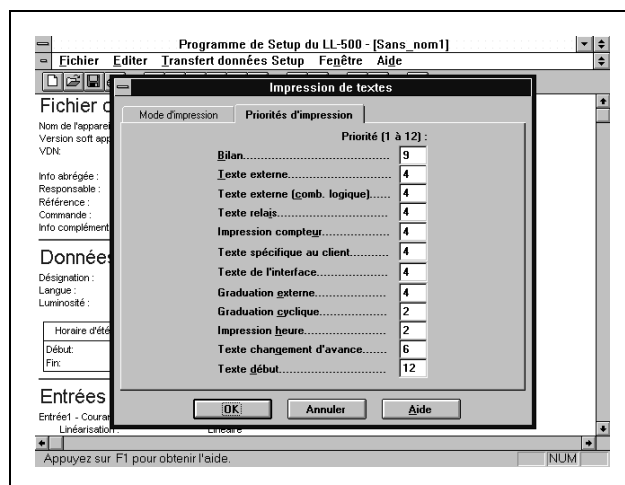 Programme de Setup du LL-500 - [Sans_nom1]
Fichier Editer Transfert données Setup Fenêtre Aide
Impression de textes
Mode d'impression Priorités d'impression
Priorité (1 à 12) :
Bilan 9
Texte externe 4
Texte externe (comb. logique) 4
Texte relais 4
Impression compteur 4
Texte spécifique au client 4
Texte de l'interface 4
Graduation externe 4
Graduation cyclique 2
Impression heure 2
Texte changement d'avance 6
Texte début 12
OK Annuler Aide
Fichier
Nom de l'appareil
Version soft app
VDN:
Info abrégée :
Responsable :
Référence :
Commande :
Info complément
Données
Désignation :
Langue :
Luminosité :
Horaire d'été
Début:
Fin:
Entrées
Entrée1 - Couran
Linéarisation : Linéaire
Appuyez sur F1 pour obtenir l'aide. NUM